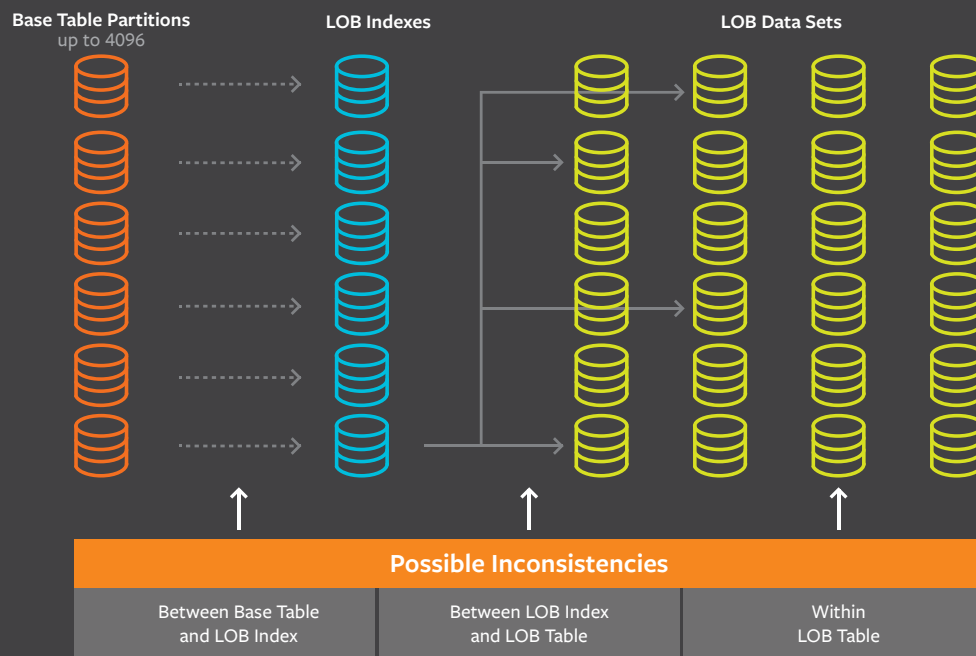 Base Table Partitions
up to 4096
LOB Indexes
LOB Data Sets
Possible Inconsistencies
Between Base Table
and LOB Index
Between LOB Index
and LOB Table
Within
LOB Table